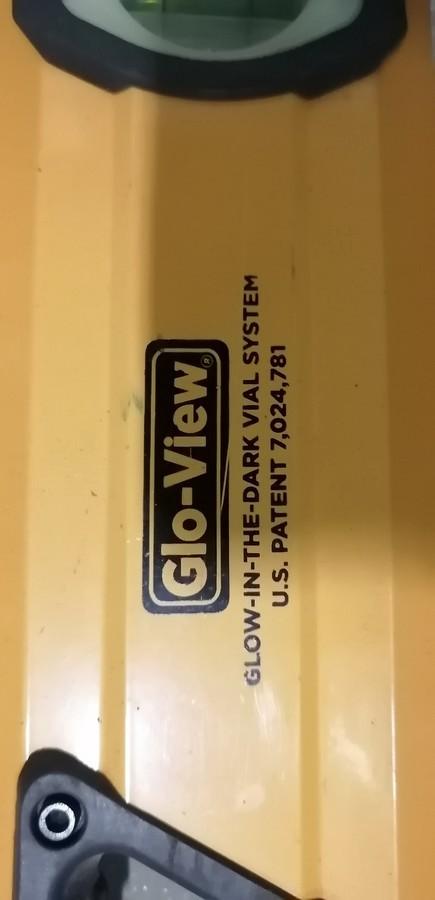 Glo-View®
GLOW-IN-THE-DARK VIAL SYSTEM
U.S. PATENT 7,024,781